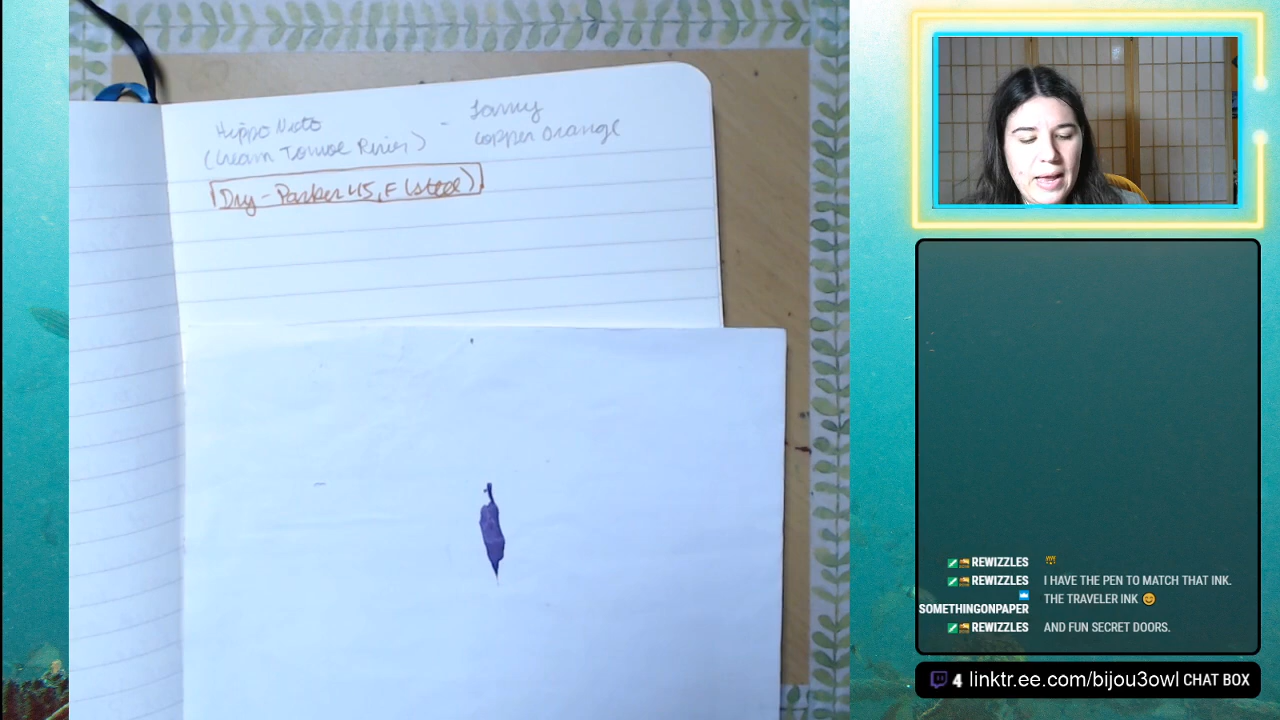 Hippo Noto
(Cream Tomoe River) - Lamy
copper orange
Dry - Parker 45, F (steel)
REWIZZLES
REWIZZLES I HAVE THE PEN TO MATCH THAT INK.
SOMETHINGONPAPER THE TRAVELER INK 😊
REWIZZLES AND FUN SECRET DOORS.
4 linktr.ee.com/bijou3owl CHAT BOX